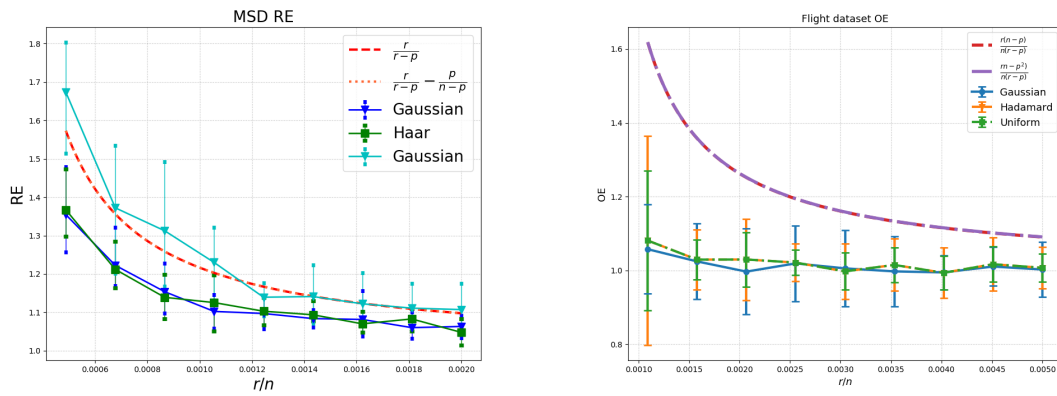 MSD RE
RE
1.8
1.7
1.6
1.5
1.4
1.3
1.2
1.1
1.0
0.0006
0.0008
0.0010
0.0012
0.0014
0.0016
0.0018
0.0020
r/n
r/(r−p)
r/(r−p) − p/(n−p)
Gaussian
Haar
Gaussian
Flight dataset OE
OE
1.6
1.4
1.2
1.0
0.8
0.0010
0.0015
0.0020
0.0025
0.0030
0.0035
0.0040
0.0045
0.0050
r/n
r(n−p)/n(r−p)
rn−p²)/n(r−p)
Gaussian
Hadamard
Uniform